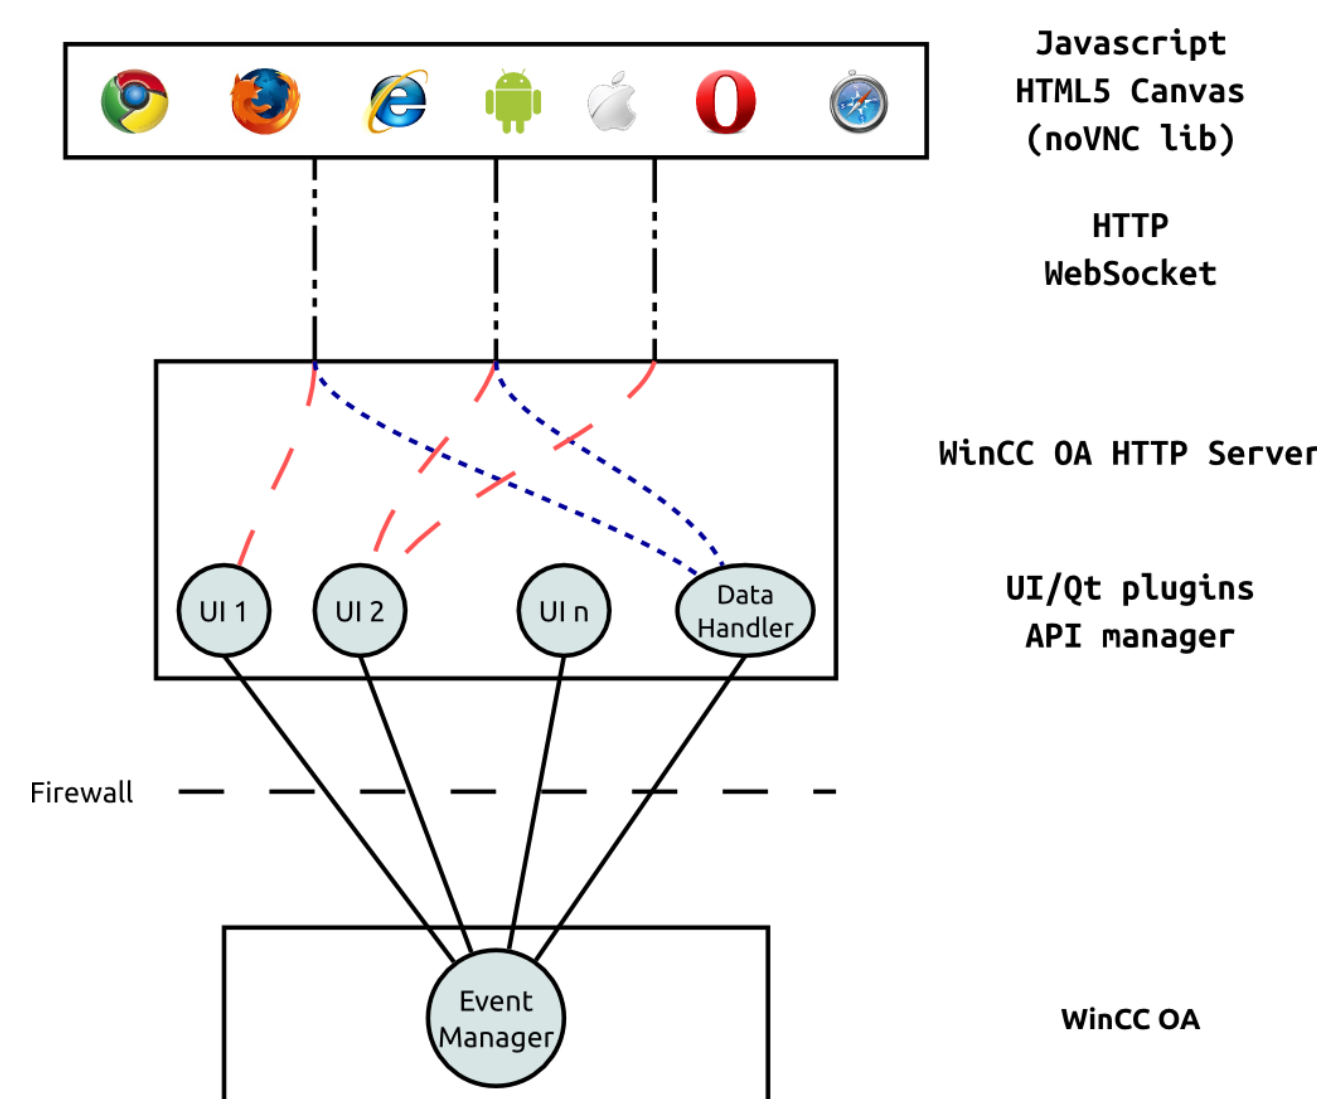 Javascript
HTML5 Canvas
(noVNC lib)
HTTP
WebSocket
WinCC OA HTTP Server
UI 1
UI 2
UI n
Data
Handler
UI/Qt plugins
API manager
Firewall
Event
Manager
WinCC OA